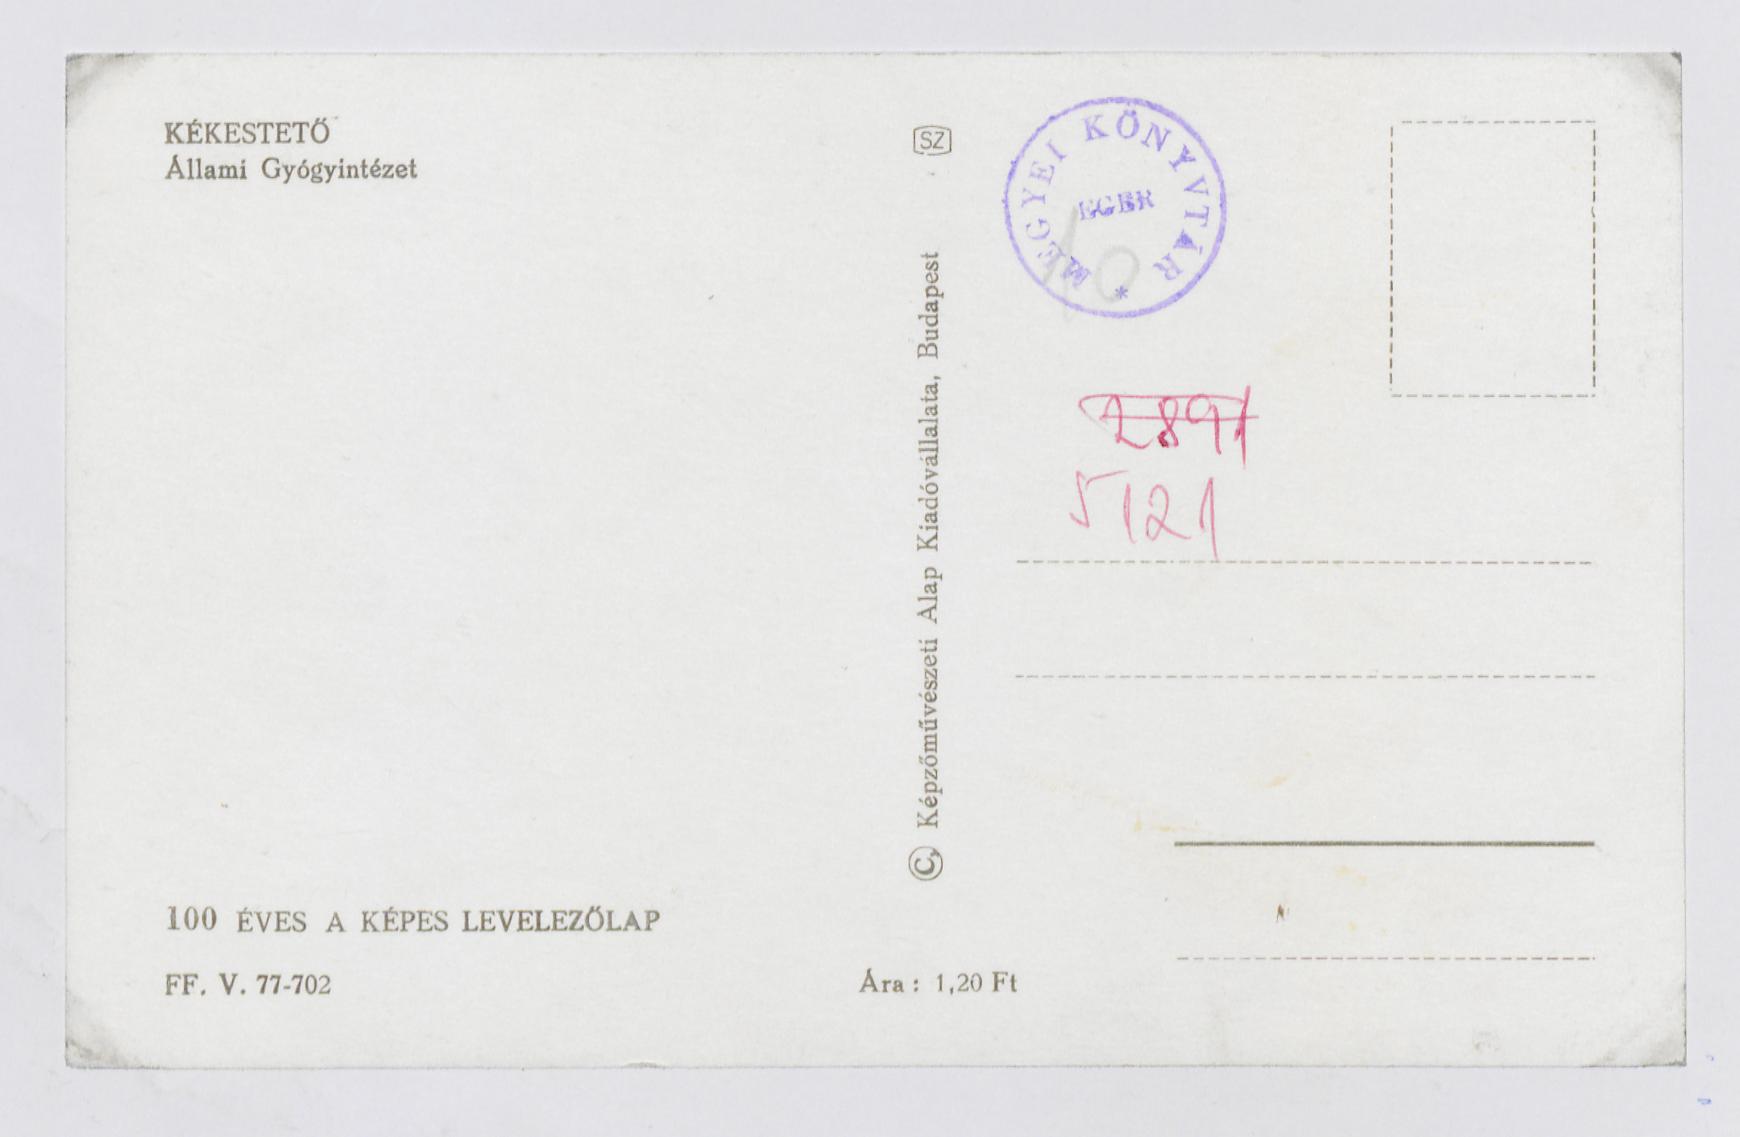 KÉKESTETŐ
Állami Gyógyintézet
100 ÉVES A KÉPES LEVELEZŐLAP
FF. V. 77-702
Ára: 1,20 Ft
SZ
© Képzőművészeti Alap Kiadóvállalata, Budapest
MEGYEI KÖNYVTÁR
EGER
*
10
2891
5121